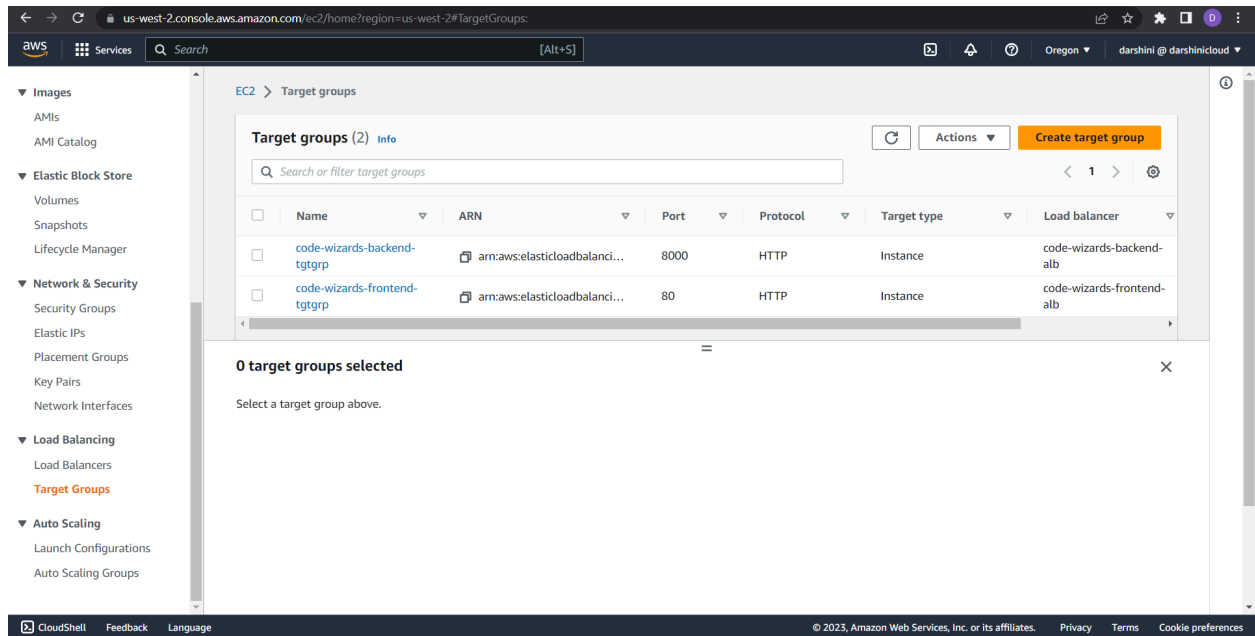 us-west-2.console.aws.amazon.com/ec2/home?region=us-west-2#TargetGroups:
D
aws
Services
Search
[Alt+S]
Oregon
darshini @ darshinicloud
Images
AMIs
AMI Catalog
Elastic Block Store
Volumes
Snapshots
Lifecycle Manager
Network & Security
Security Groups
Elastic IPs
Placement Groups
Key Pairs
Network Interfaces
Load Balancing
Load Balancers
Target Groups
Auto Scaling
Launch Configurations
Auto Scaling Groups
EC2 > Target groups
Target groups (2) Info
Actions
Create target group
Search or filter target groups
1
Name ARN Port Protocol Target type Load balancer
code-wizards-backend-
tgtgrp
arn:aws:elasticloadbalanci...
8000
HTTP
Instance
code-wizards-backend-
alb
code-wizards-frontend-
tgtgrp
arn:aws:elasticloadbalanci...
80
HTTP
Instance
code-wizards-frontend-
alb
0 target groups selected
Select a target group above.
CloudShell Feedback Language
© 2023, Amazon Web Services, Inc. or its affiliates. Privacy Terms Cookie preferences